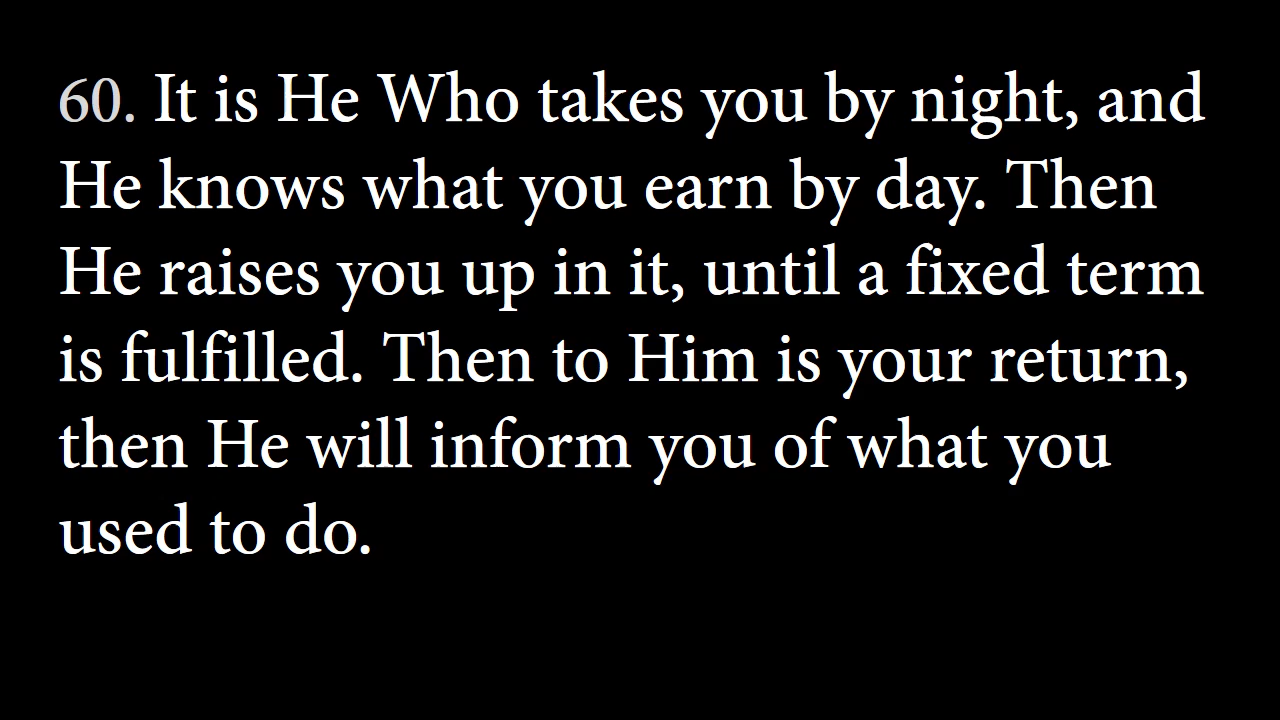 60. It is He Who takes you by night, and
He knows what you earn by day. Then
He raises you up in it, until a fixed term
is fulfilled. Then to Him is your return,
then He will inform you of what you
used to do.